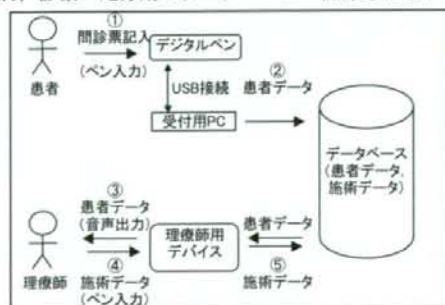 ①
問診票記入
(ペン入力)
デジタルペン
患者
USB接続
②
患者データ
受付用PC
データベース
(患者データ,
施術データ)
③
患者データ
(音声出力)
理療師用
デバイス
患者データ
④
施術データ
(ペン入力)
⑤
施術データ
理療師